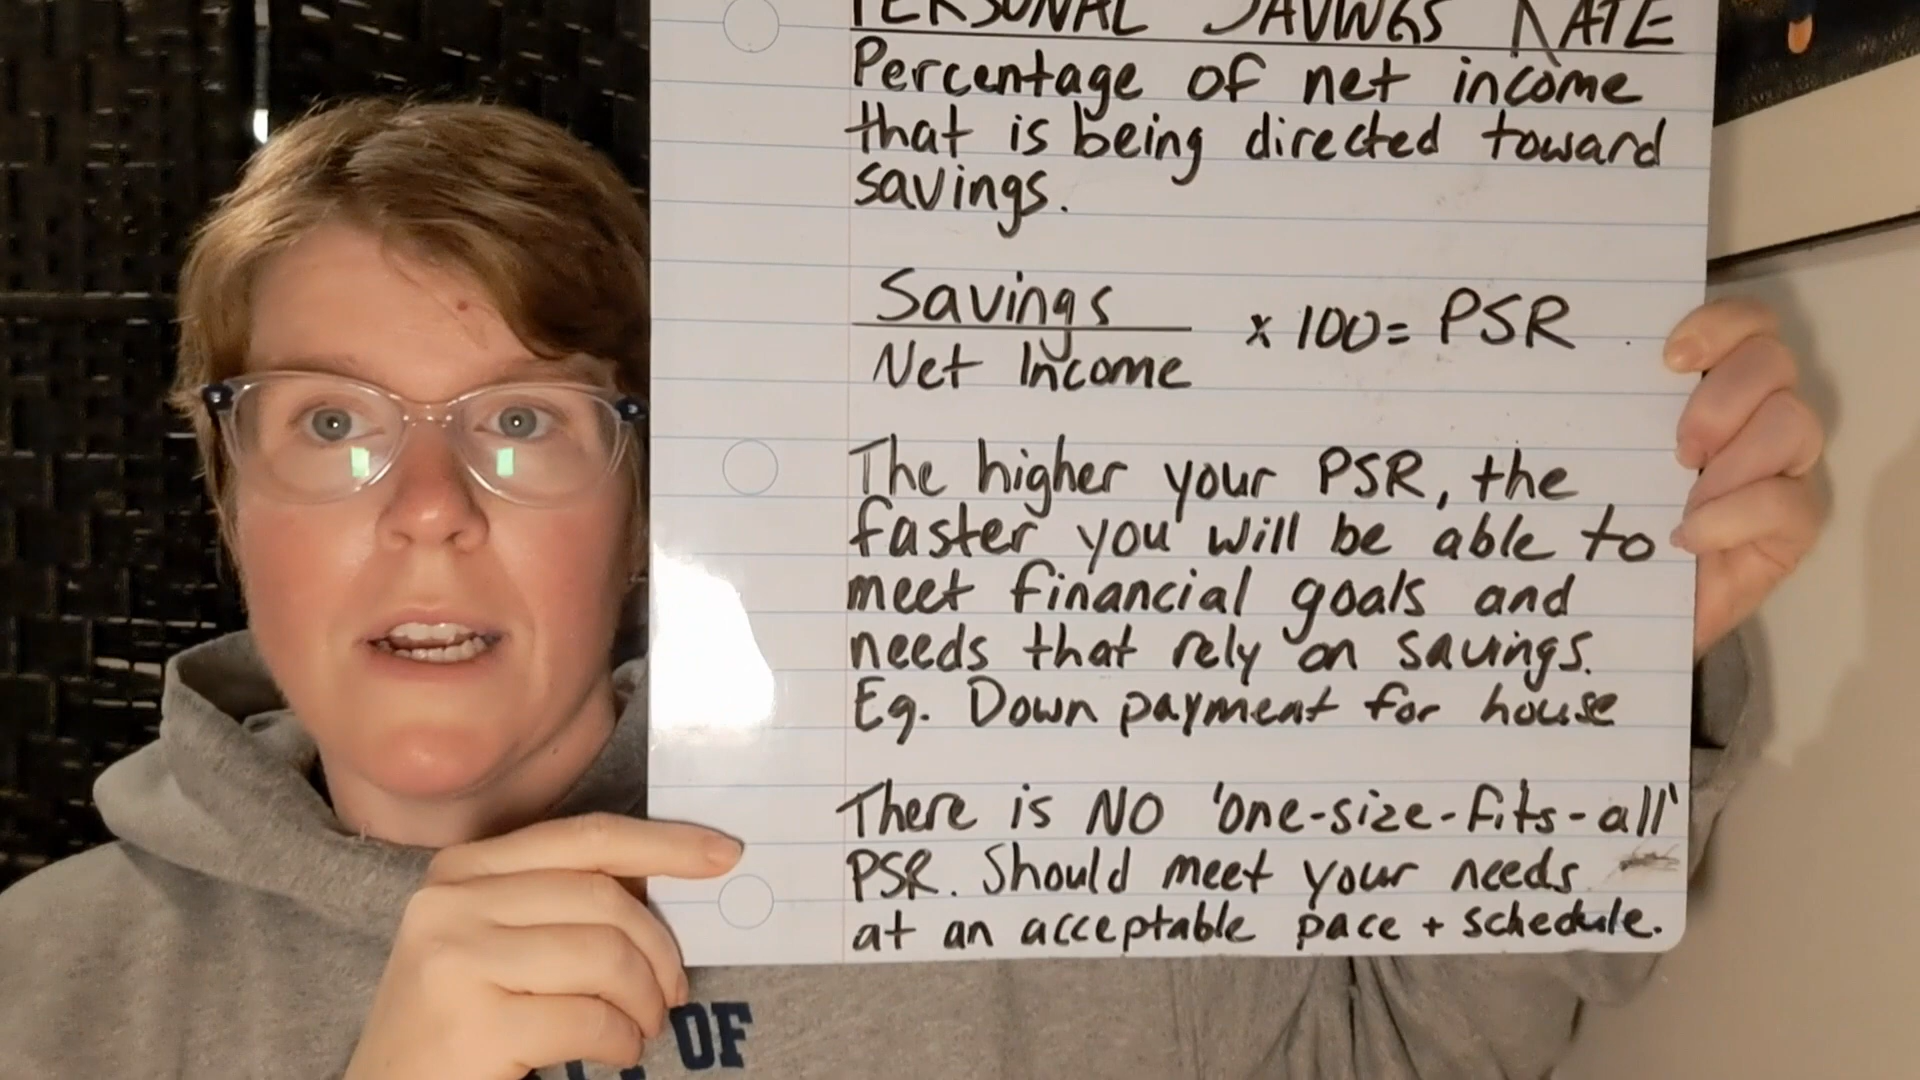 PERSONAL SAVINGS RATE
Percentage of net income
that is being directed toward
savings.
Savings
Net Income
x 100 = PSR
The higher your PSR, the
faster you will be able to
meet financial goals and
needs that rely on savings.
Eg. Down payment for house
There is NO 'one-size-fits-all'
PSR. Should meet your needs
at an acceptable pace + schedule.
OF